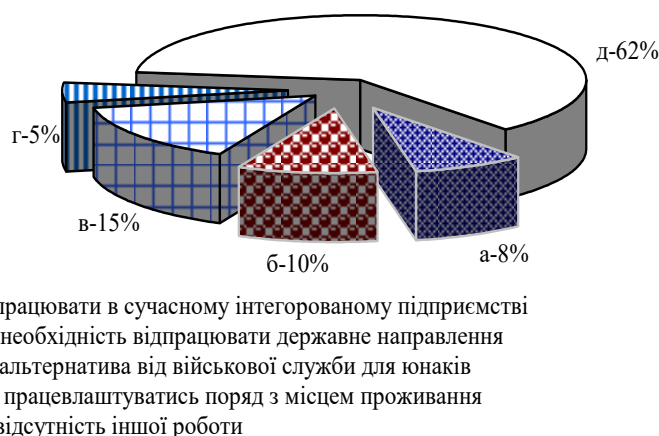 д-62%
г-5%
в-15%
б-10%
а-8%
працювати в сучасному інтегорованому підприємстві
необхідність відпрацювати державне направлення
альтернатива від військової служби для юнаків
працевлаштуватись поряд з місцем проживання
відсутність іншої роботи